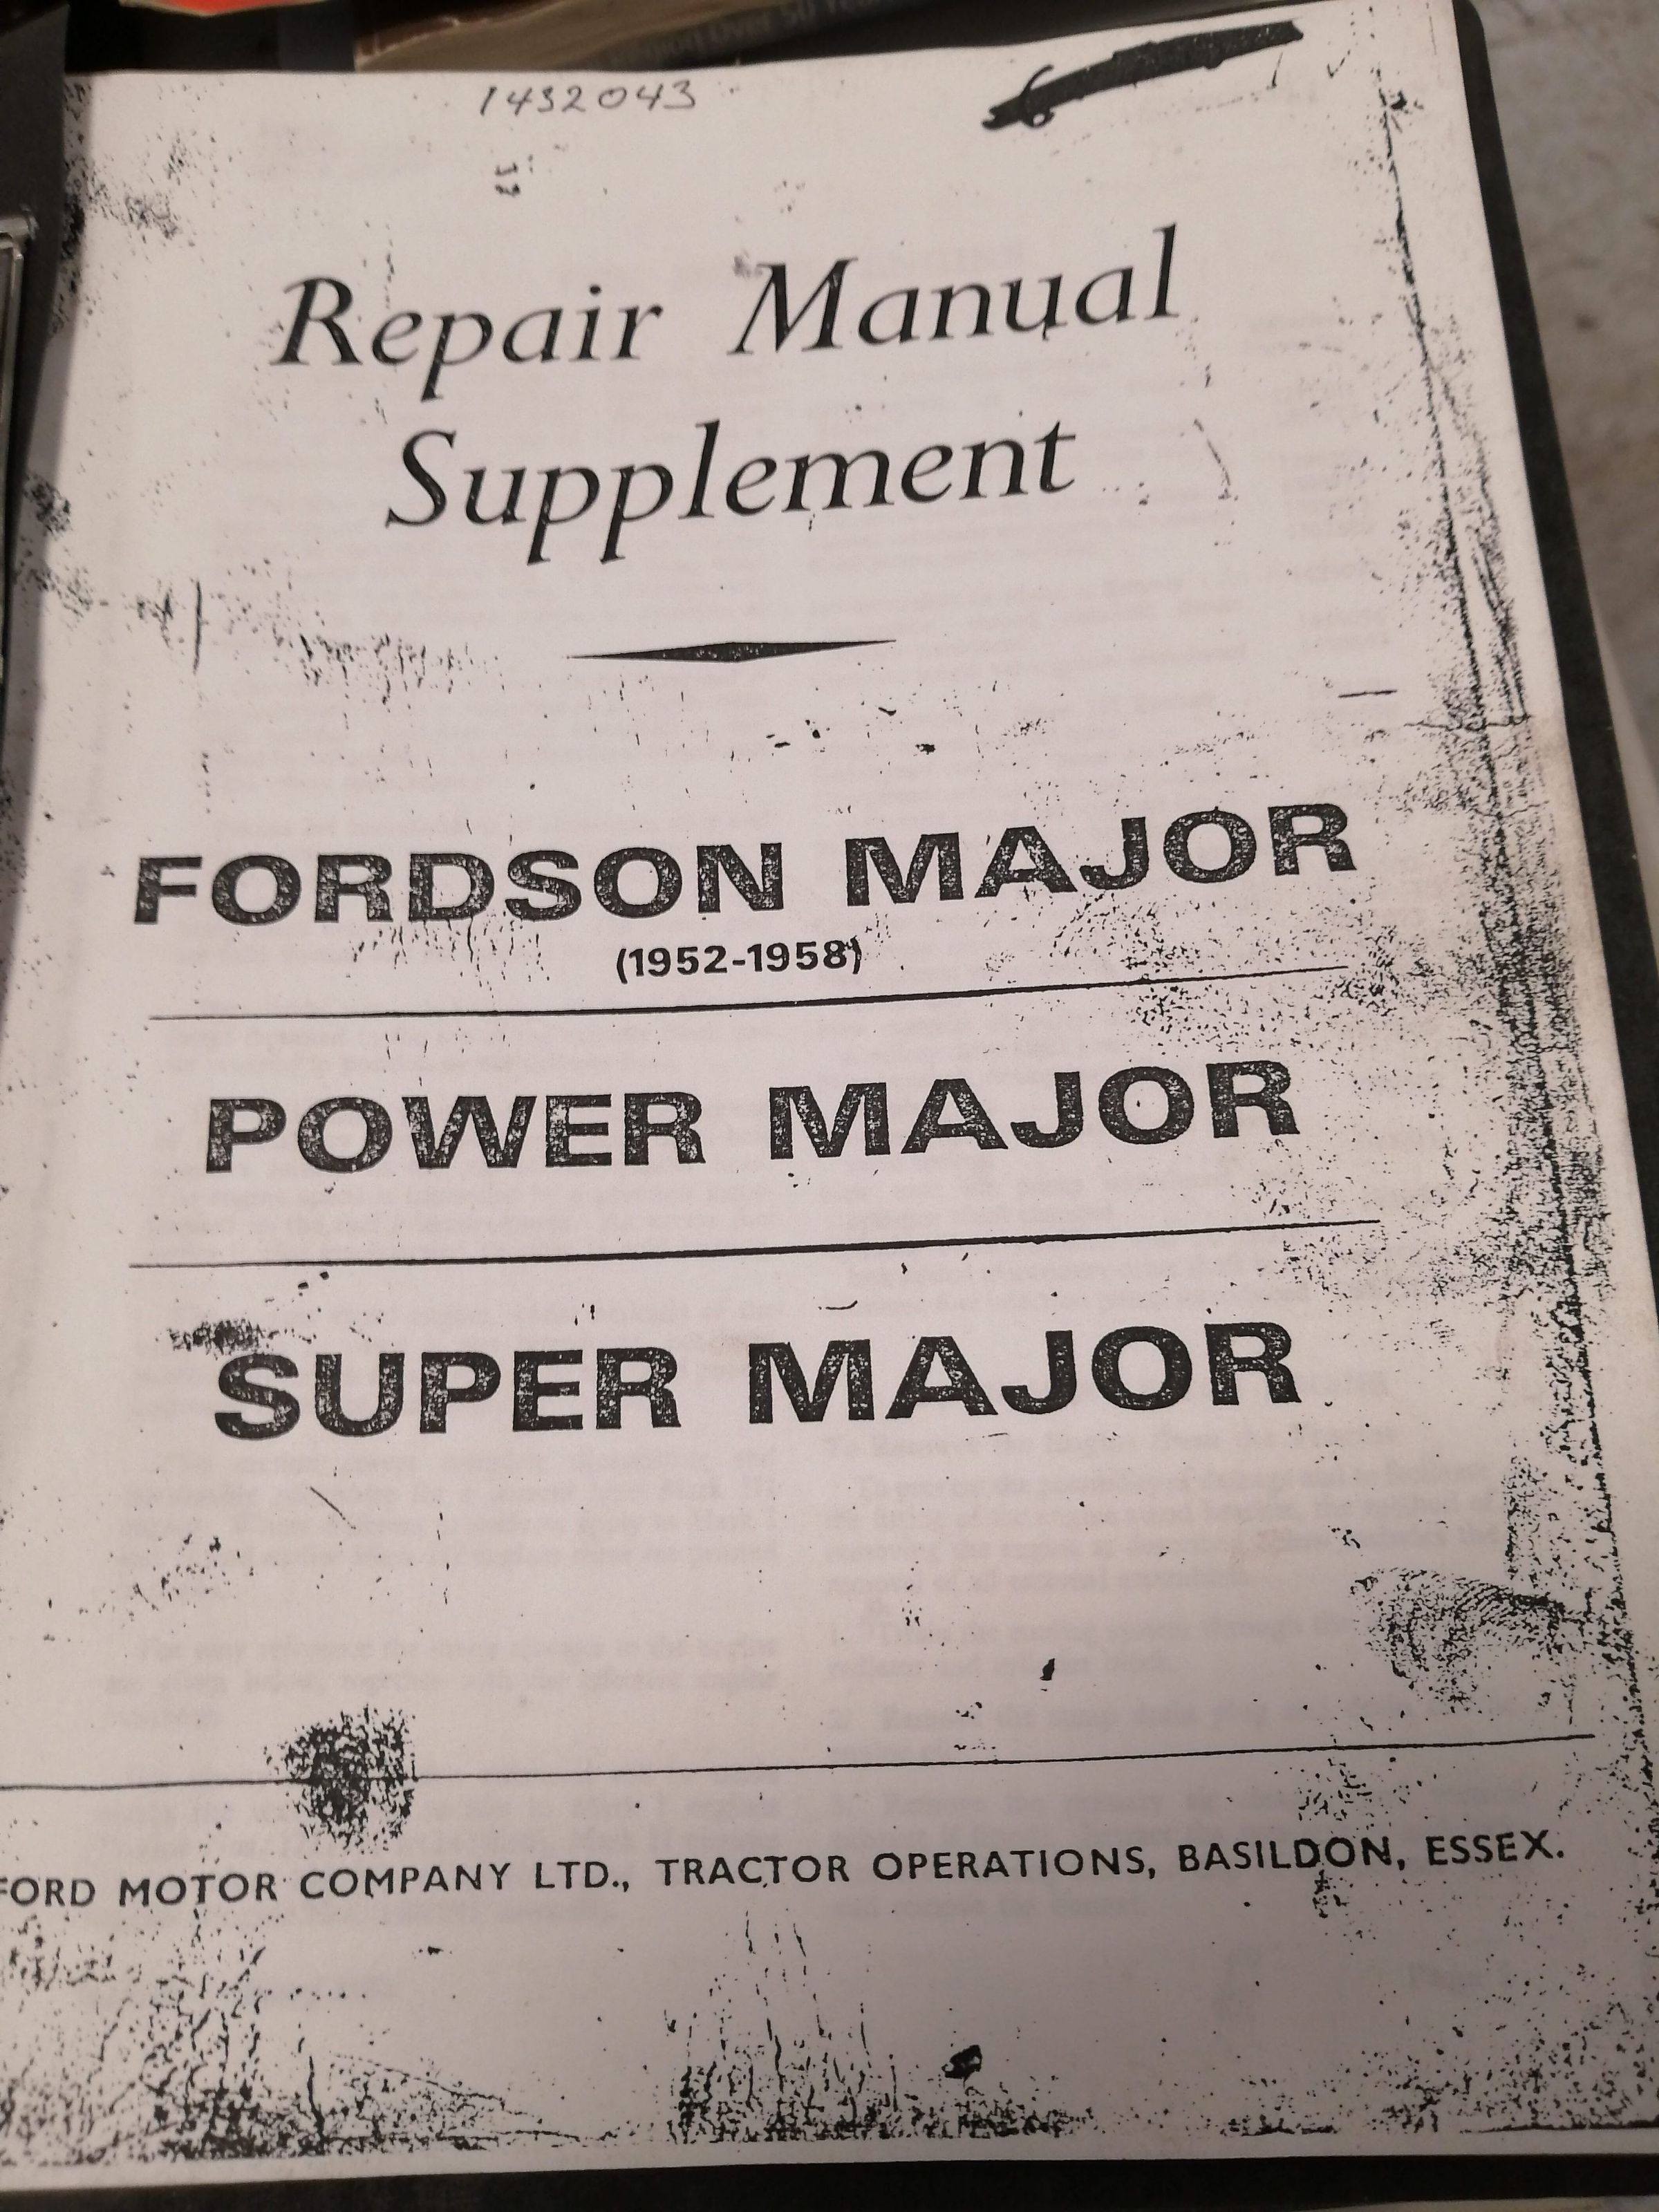 1432043
Repair Manual
Supplement
FORDSON MAJOR
(1952-1958)
POWER MAJOR
SUPER MAJOR
FORD MOTOR COMPANY LTD., TRACTOR OPERATIONS, BASILDON, ESSEX.